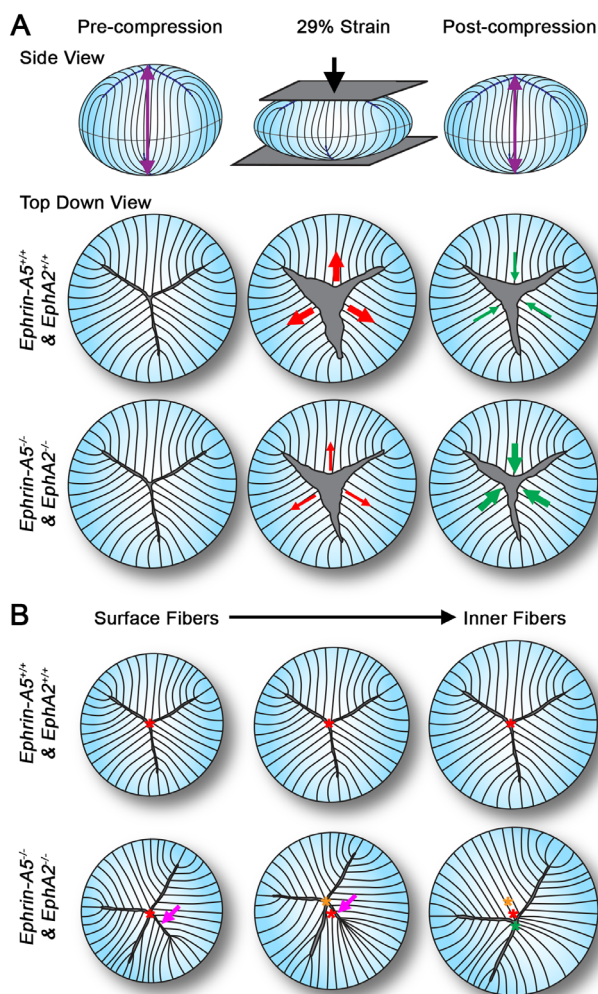 A
Pre-compression 29% Strain Post-compression
Side View
Top Down View
Ephrin-A5+/+
& EphA2+/+
Ephrin-A5-/-
& EphA2-/-
B
Surface Fibers Inner Fibers
Ephrin-A5+/+
& EphA2+/+
Ephrin-A5-/-
& EphA2-/-